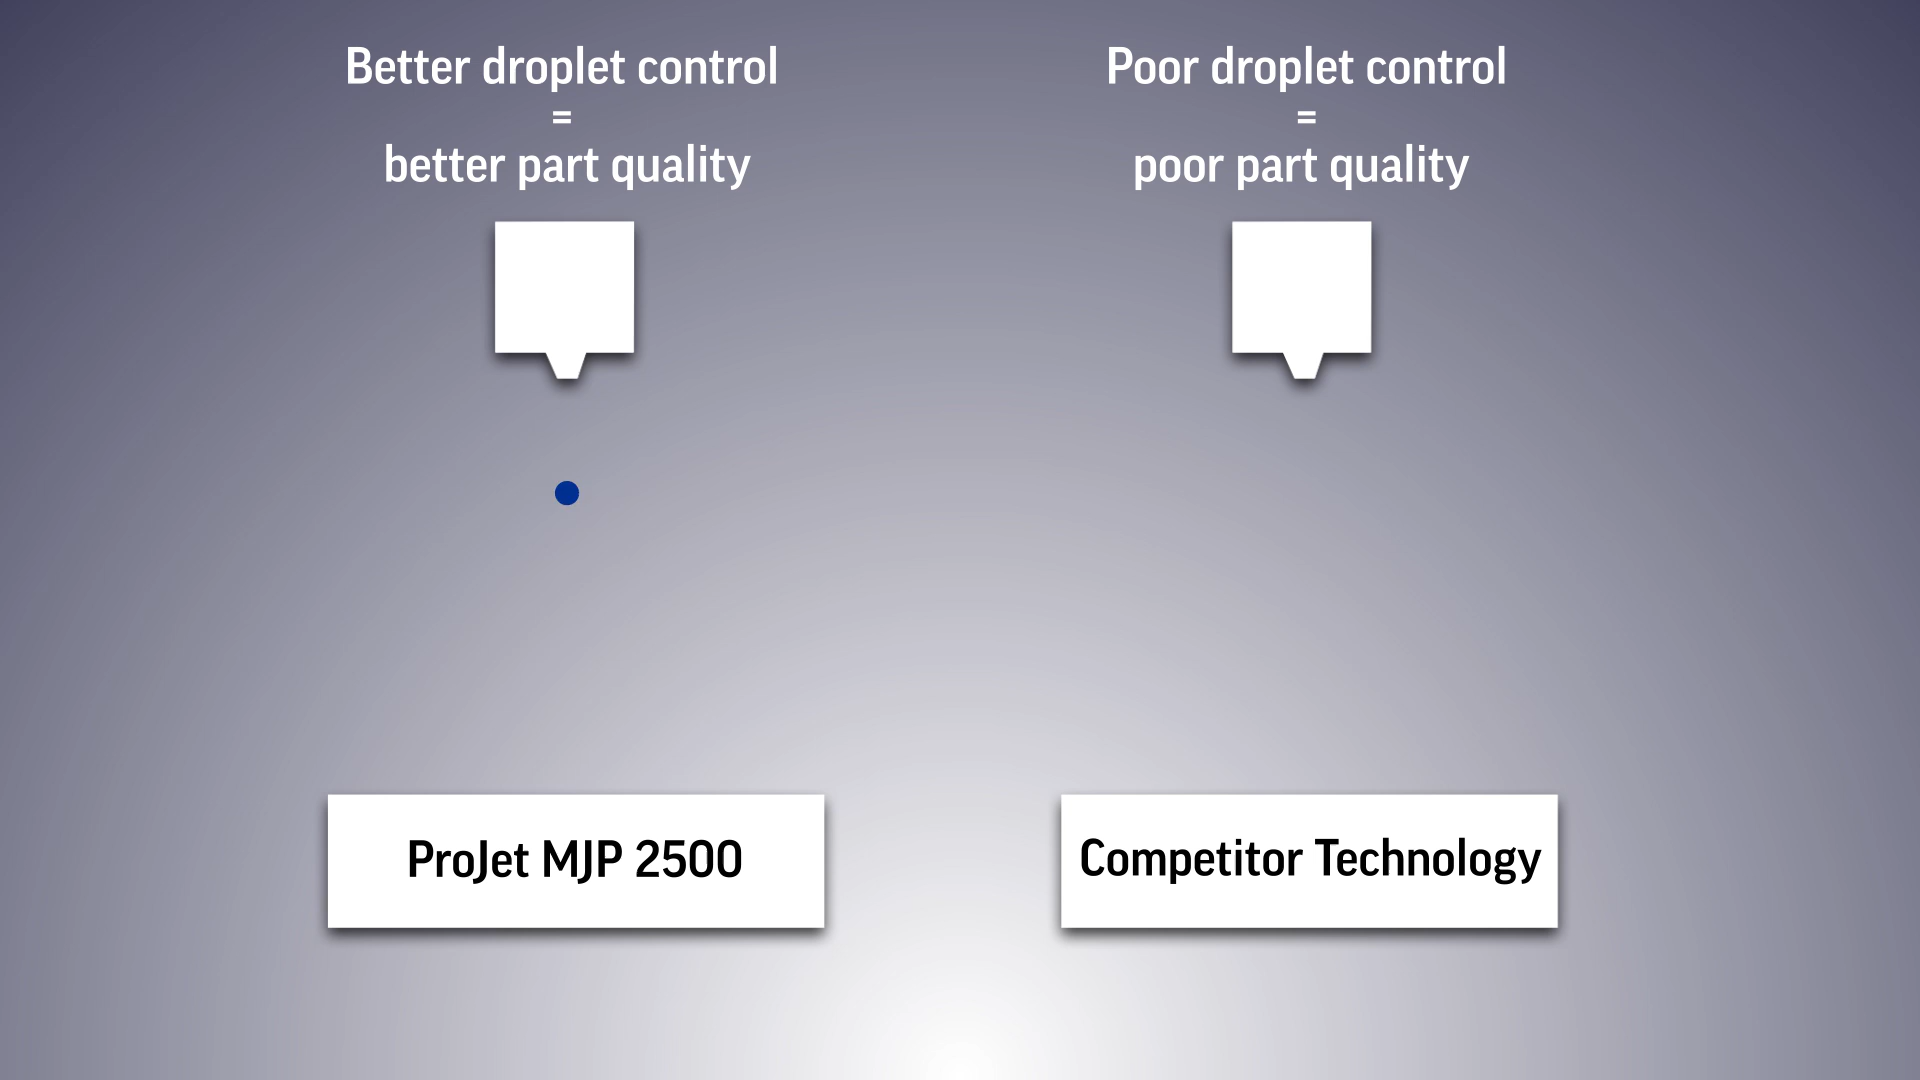 Better droplet control
=
better part quality
Poor droplet control
=
poor part quality
ProJet MJP 2500
Competitor Technology